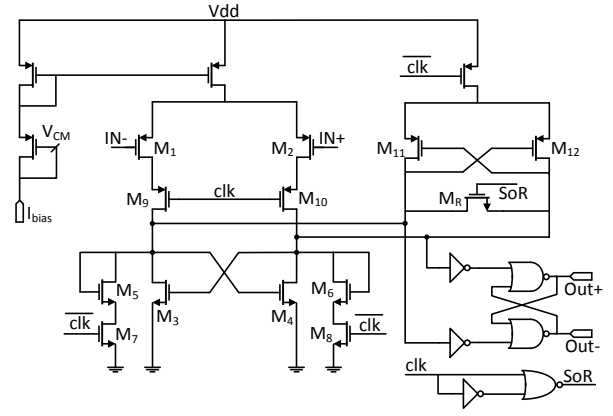 Vdd
clk
V_CM
IN-
M1
M2
IN+
M11
M12
M9
clk
M10
MR
SoR
I_bias
M5
M3
M4
M6
clk
M7
M8
clk
Out+
Out-
clk
SoR